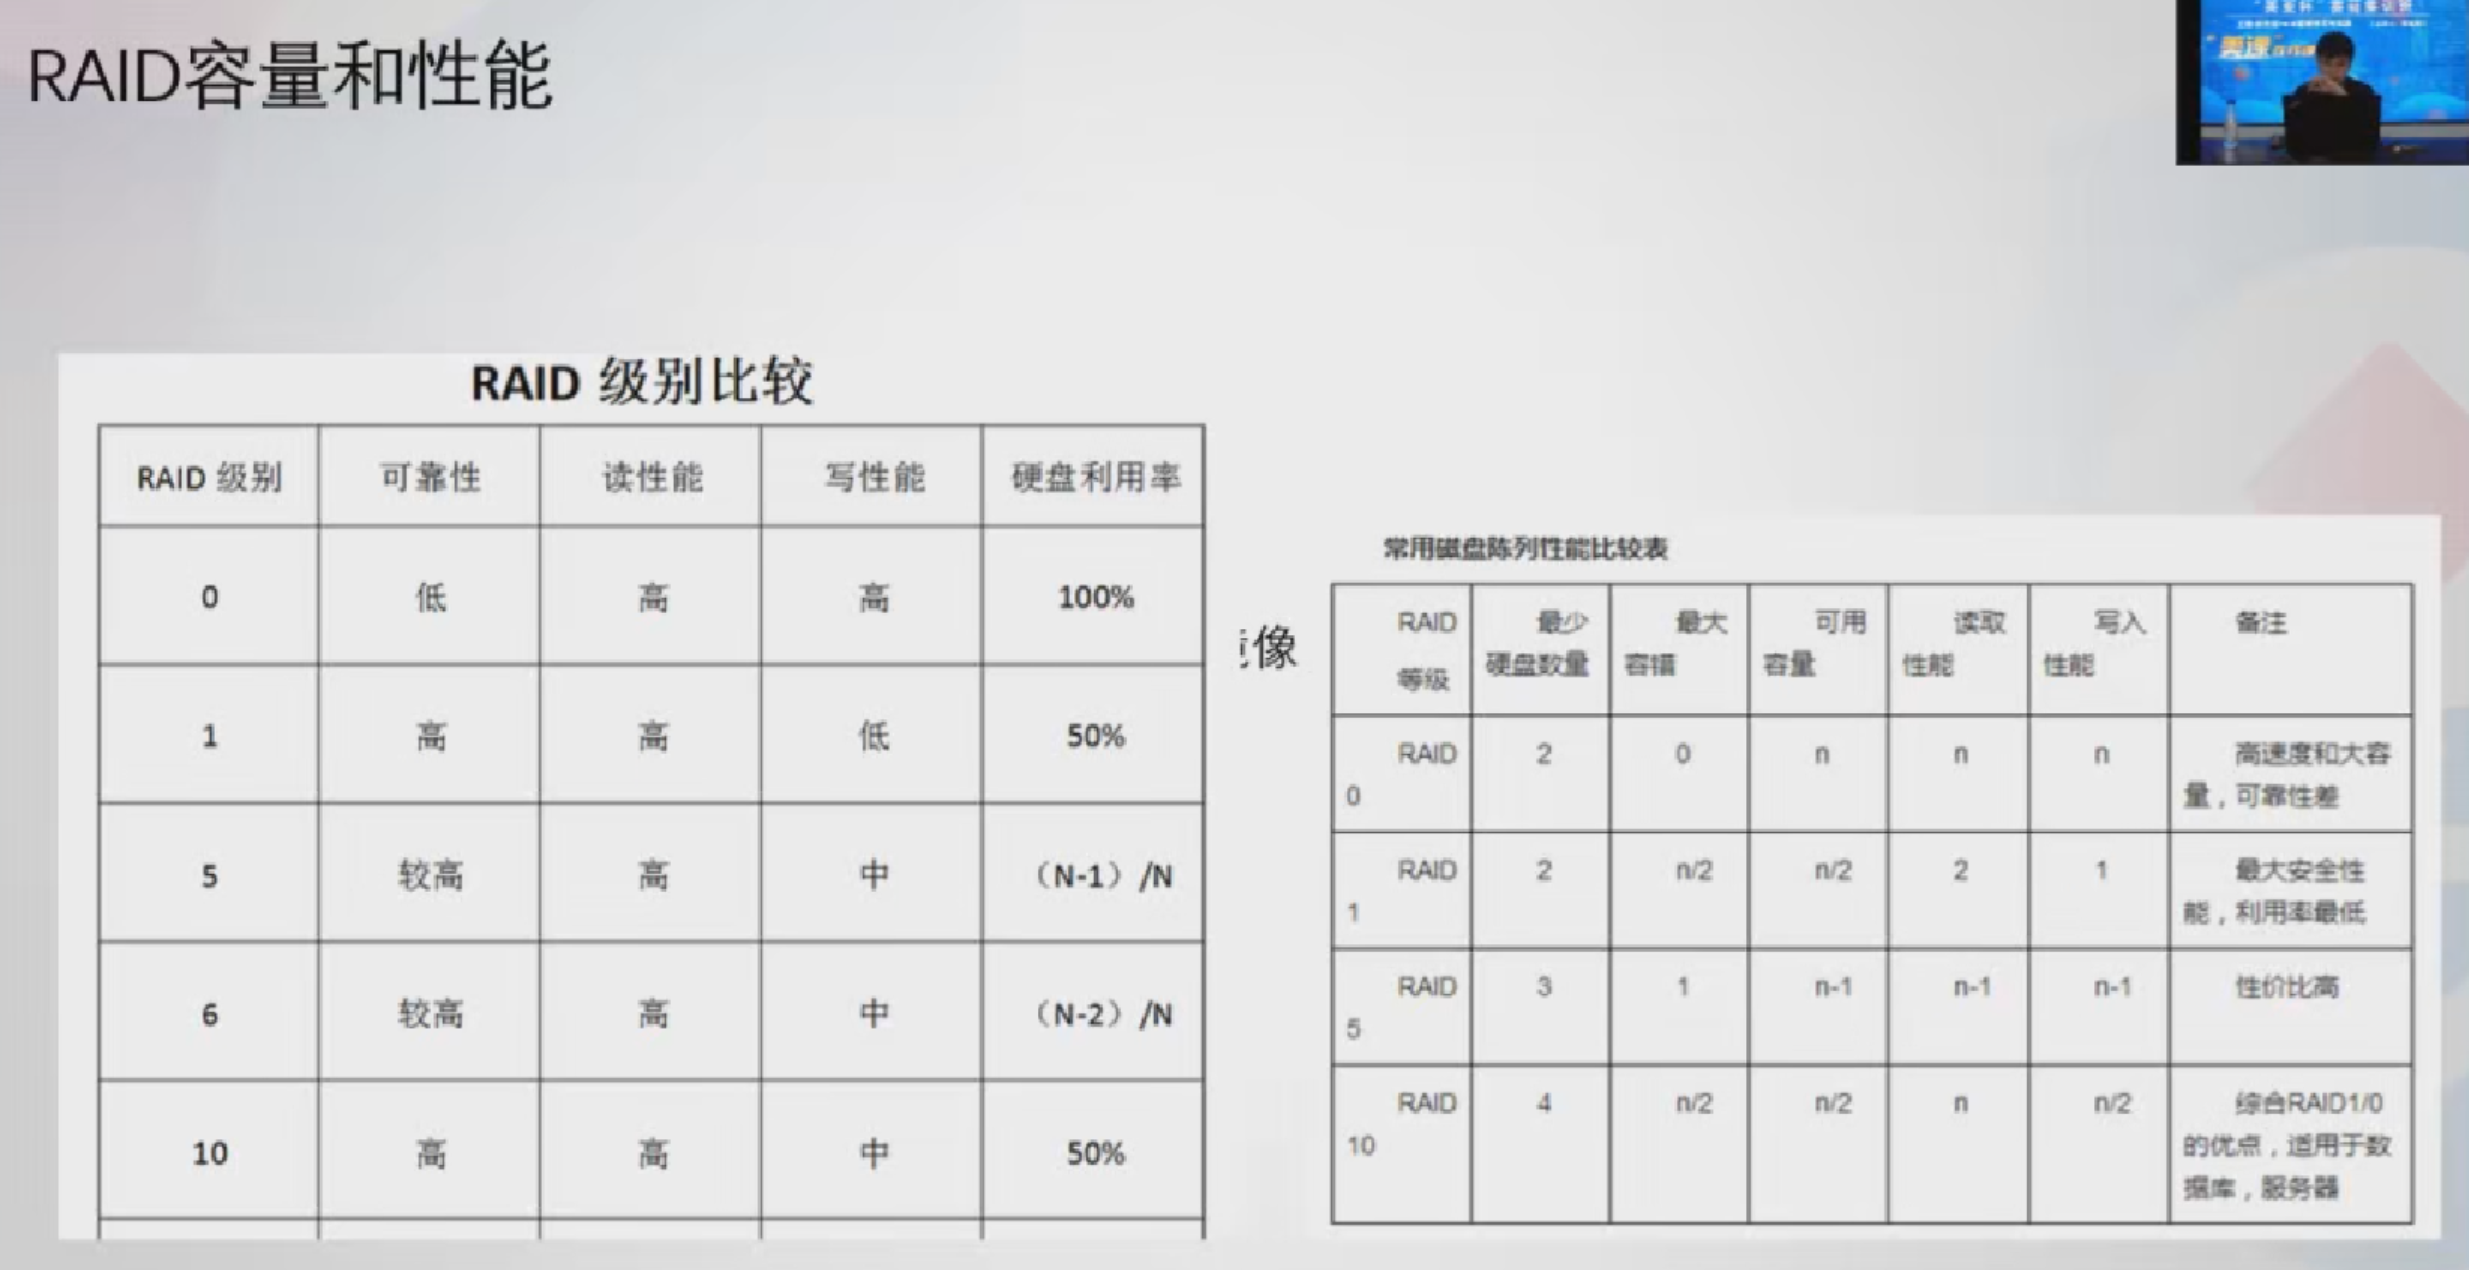 RAID容量和性能
RAID 级别比较
RAID 级别 可靠性 读性能 写性能 硬盘利用率
0 低 高 高 100%
1 高 高 低 50%
5 较高 高 中 （N-1）/N
6 较高 高 中 （N-2）/N
10 高 高 中 50%
像
常用磁盘陈列性能比较表
RAID 最少 最大 可用 读取 写入 备注
等级 硬盘数量 容错 容量 性能 性能
RAID 2 0 n n n 高速度和大容
0 量，可靠性差
RAID 2 n/2 n/2 2 1 最大安全性
1 能，利用率最低
RAID 3 1 n-1 n-1 n-1 性价比高
5
RAID 4 n/2 n/2 n n/2 综合RAID1/0
10 的优点，适用于数
据库，服务器